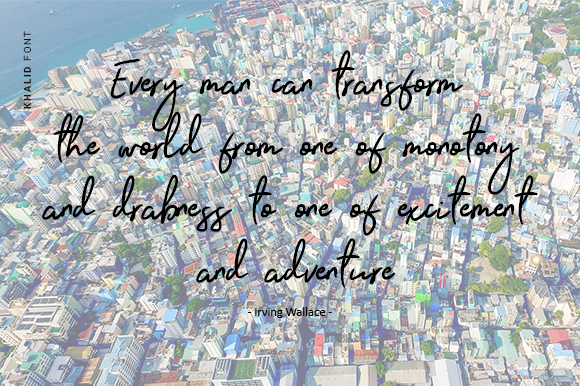 KHALID FONT
Every man can transform
the world from one of monotony
and drabness to one of excitement
and adventure
- Irving Wallace -